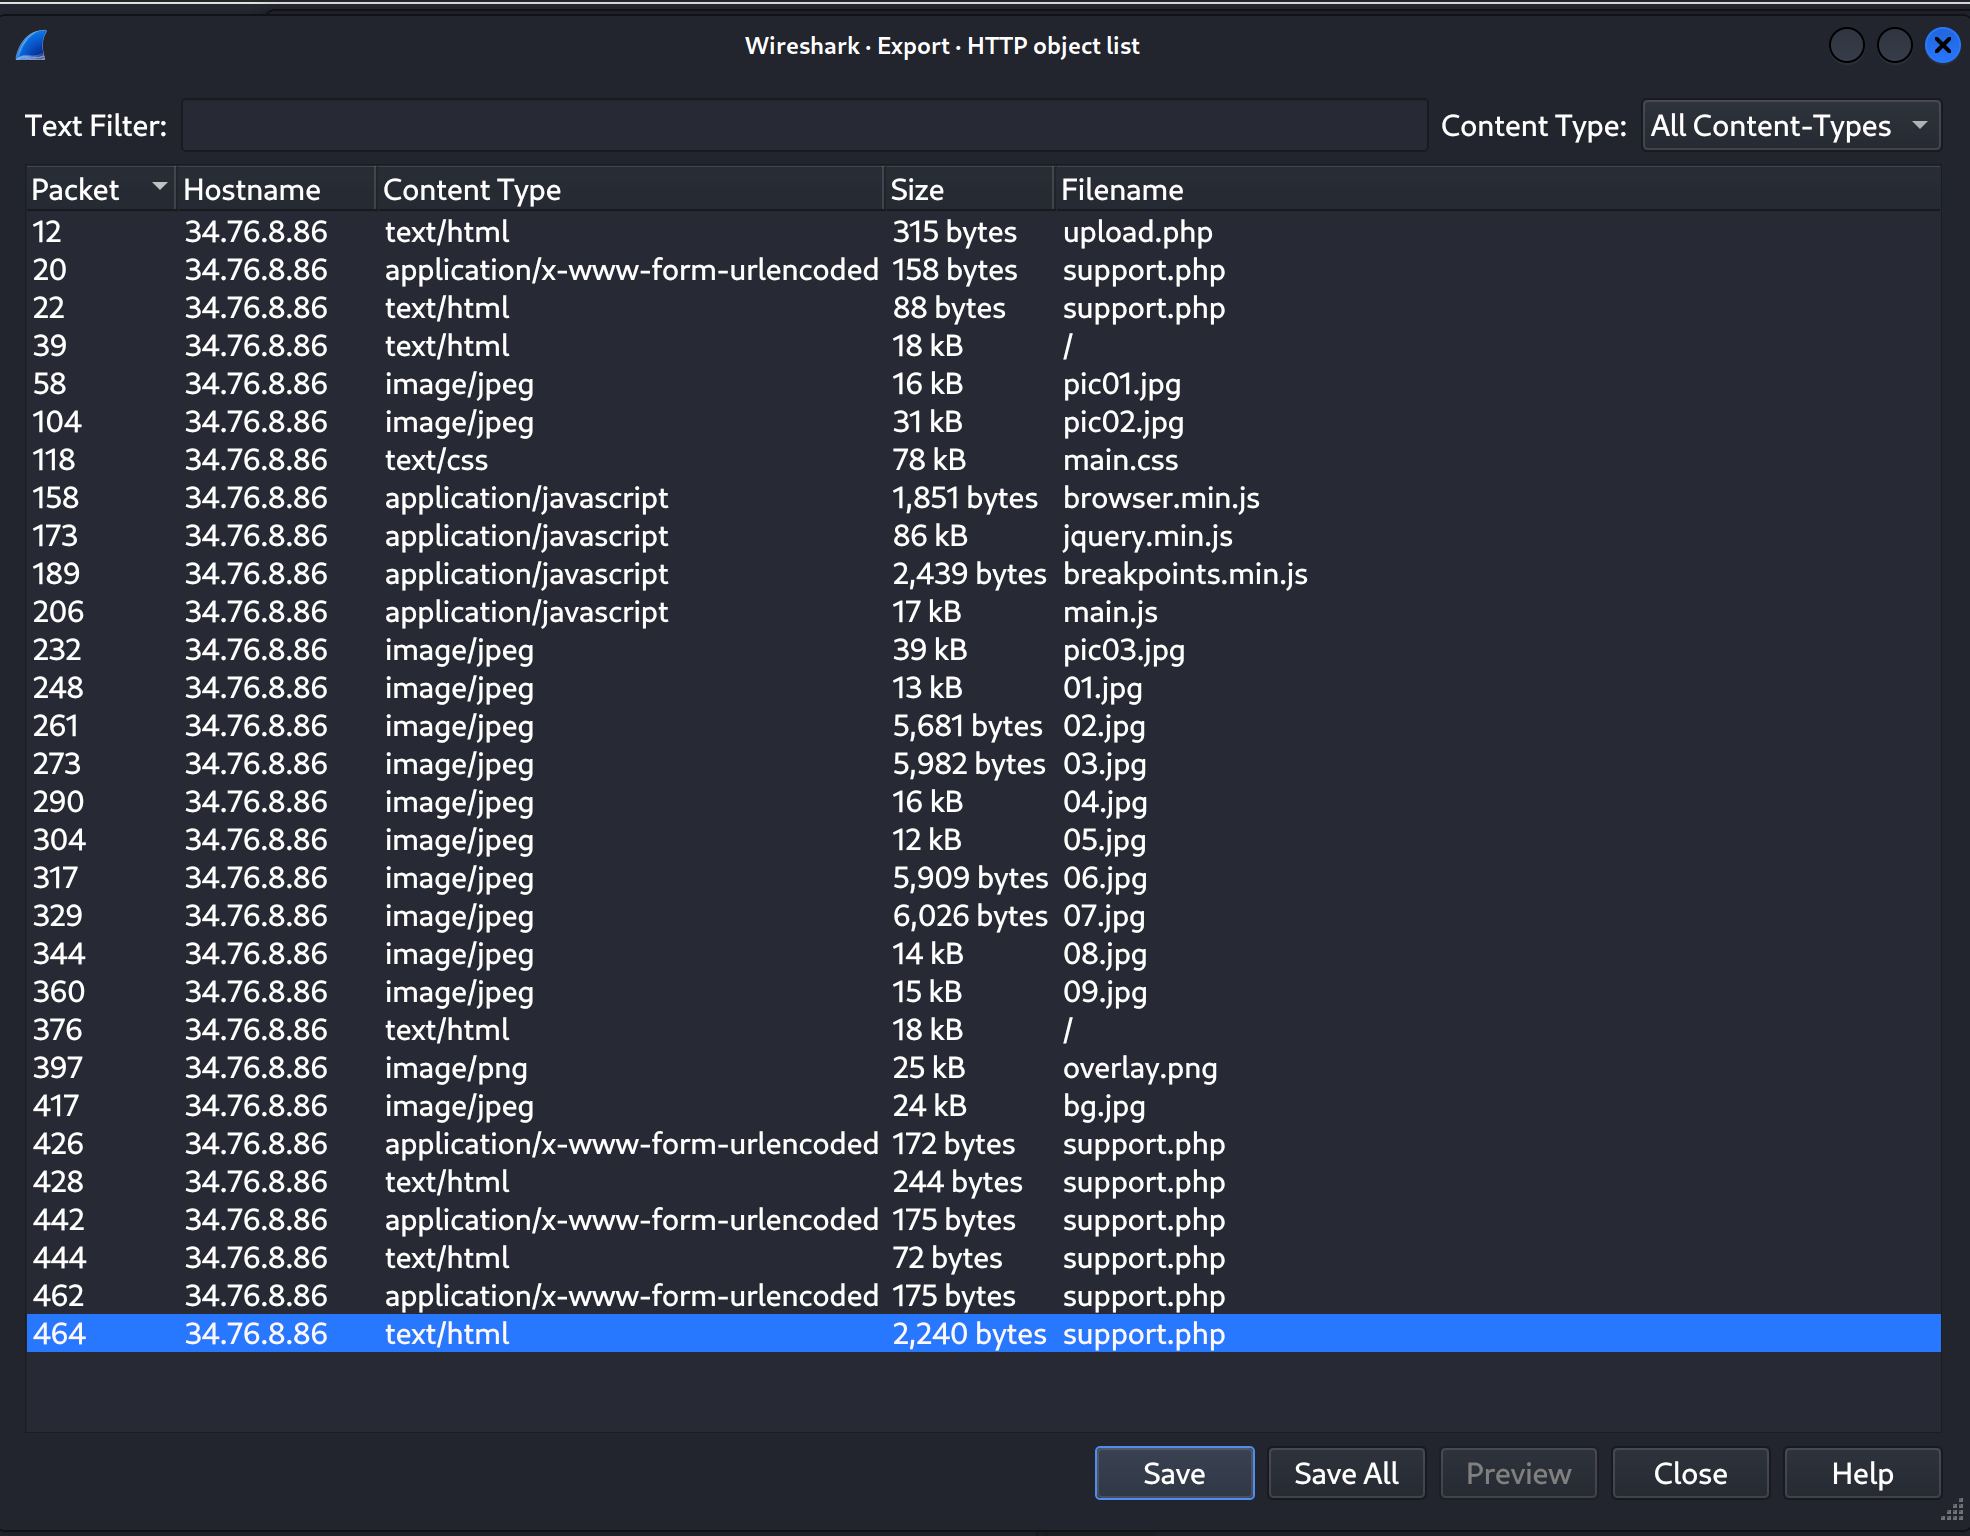 Wireshark · Export · HTTP object list
Text Filter: Content Type: All Content-Types
Packet Hostname Content Type Size Filename
12 34.76.8.86 text/html 315 bytes upload.php
20 34.76.8.86 application/x-www-form-urlencoded 158 bytes support.php
22 34.76.8.86 text/html 88 bytes support.php
39 34.76.8.86 text/html 18 kB /
58 34.76.8.86 image/jpeg 16 kB pic01.jpg
104 34.76.8.86 image/jpeg 31 kB pic02.jpg
118 34.76.8.86 text/css 78 kB main.css
158 34.76.8.86 application/javascript 1,851 bytes browser.min.js
173 34.76.8.86 application/javascript 86 kB jquery.min.js
189 34.76.8.86 application/javascript 2,439 bytes breakpoints.min.js
206 34.76.8.86 application/javascript 17 kB main.js
232 34.76.8.86 image/jpeg 39 kB pic03.jpg
248 34.76.8.86 image/jpeg 13 kB 01.jpg
261 34.76.8.86 image/jpeg 5,681 bytes 02.jpg
273 34.76.8.86 image/jpeg 5,982 bytes 03.jpg
290 34.76.8.86 image/jpeg 16 kB 04.jpg
304 34.76.8.86 image/jpeg 12 kB 05.jpg
317 34.76.8.86 image/jpeg 5,909 bytes 06.jpg
329 34.76.8.86 image/jpeg 6,026 bytes 07.jpg
344 34.76.8.86 image/jpeg 14 kB 08.jpg
360 34.76.8.86 image/jpeg 15 kB 09.jpg
376 34.76.8.86 text/html 18 kB /
397 34.76.8.86 image/png 25 kB overlay.png
417 34.76.8.86 image/jpeg 24 kB bg.jpg
426 34.76.8.86 application/x-www-form-urlencoded 172 bytes support.php
428 34.76.8.86 text/html 244 bytes support.php
442 34.76.8.86 application/x-www-form-urlencoded 175 bytes support.php
444 34.76.8.86 text/html 72 bytes support.php
462 34.76.8.86 application/x-www-form-urlencoded 175 bytes support.php
464 34.76.8.86 text/html 2,240 bytes support.php
Save Save All Preview Close Help